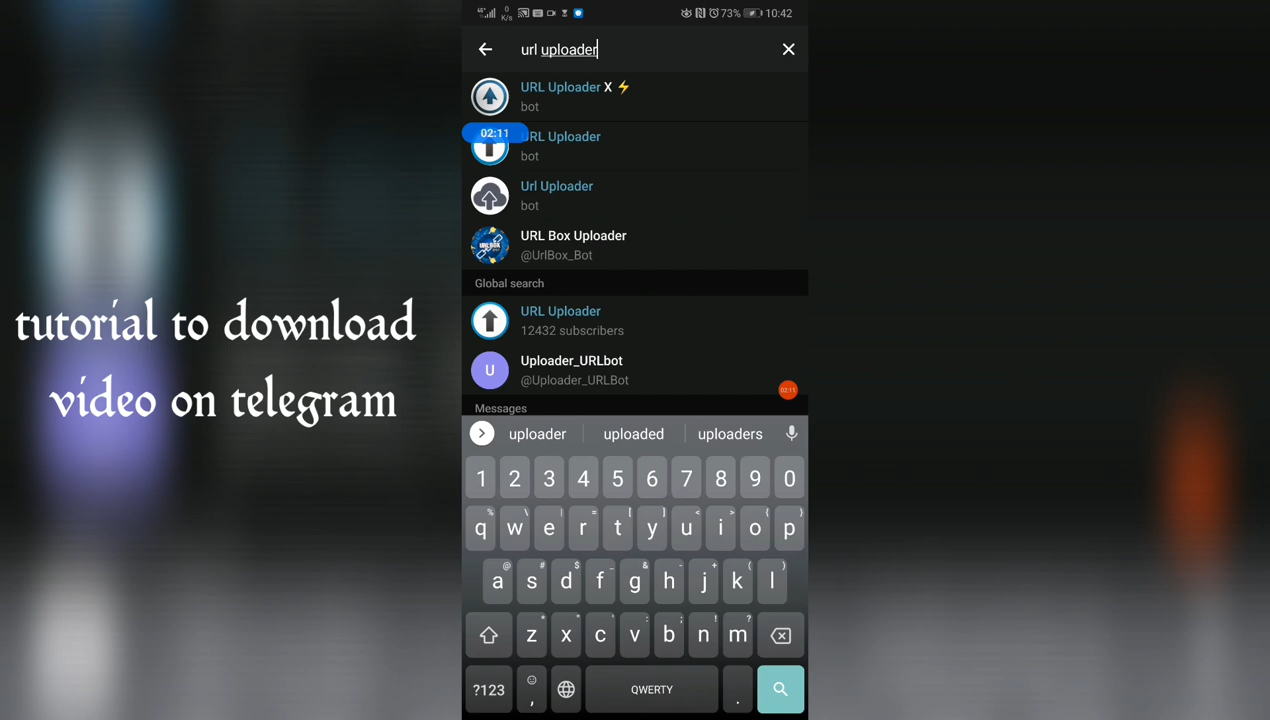 0
K/s
73%
10:42
url uploader
URL Uploader X ⚡
bot
02:11
URL Uploader
bot
Url Uploader
bot
URL Box Uploader
@UrlBox_Bot
Global search
URL Uploader
12432 subscribers
U
Uploader_URLbot
@Uploader_URLBot
02:11
Messages
tutorial to download
video on telegram
uploader uploaded uploaders
1 2 3 4 5 6 7 8 9 0
% \ | = [ ] < > { }
q w e r t y u i o p
@ # $ _ & - + ( )
a s d f g h j k l
* " ' : ; ! ?
z x c v b n m
?123 , QWERTY .